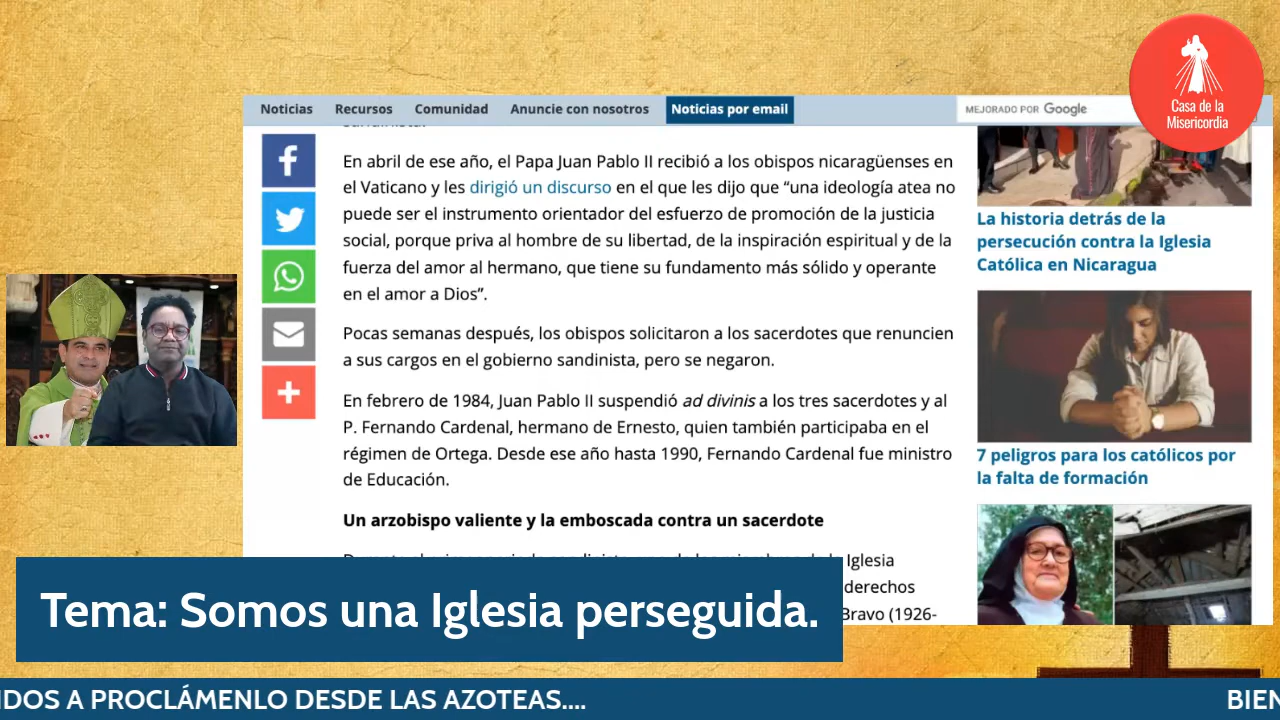 Casa de la
Misericordia
Noticias Recursos Comunidad Anuncie con nosotros Noticias por email
MEJORADO POR Google
En abril de ese año, el Papa Juan Pablo II recibió a los obispos nicaragüenses en
el Vaticano y les dirigió un discurso en el que les dijo que “una ideología atea no
puede ser el instrumento orientador del esfuerzo de promoción de la justicia
social, porque priva al hombre de su libertad, de la inspiración espiritual y de la
fuerza del amor al hermano, que tiene su fundamento más sólido y operante
en el amor a Dios”.
Pocas semanas después, los obispos solicitaron a los sacerdotes que renuncien
a sus cargos en el gobierno sandinista, pero se negaron.
En febrero de 1984, Juan Pablo II suspendió ad divinis a los tres sacerdotes y al
P. Fernando Cardenal, hermano de Ernesto, quien también participaba en el
régimen de Ortega. Desde ese año hasta 1990, Fernando Cardenal fue ministro
de Educación.
Un arzobispo valiente y la emboscada contra un sacerdote
Iglesia
derechos
Bravo (1926-
La historia detrás de la
persecución contra la Iglesia
Católica en Nicaragua
7 peligros para los católicos por
la falta de formación
Tema: Somos una Iglesia perseguida.
IDOS A PROCLÁMENLO DESDE LAS AZOTEAS....
BIEN